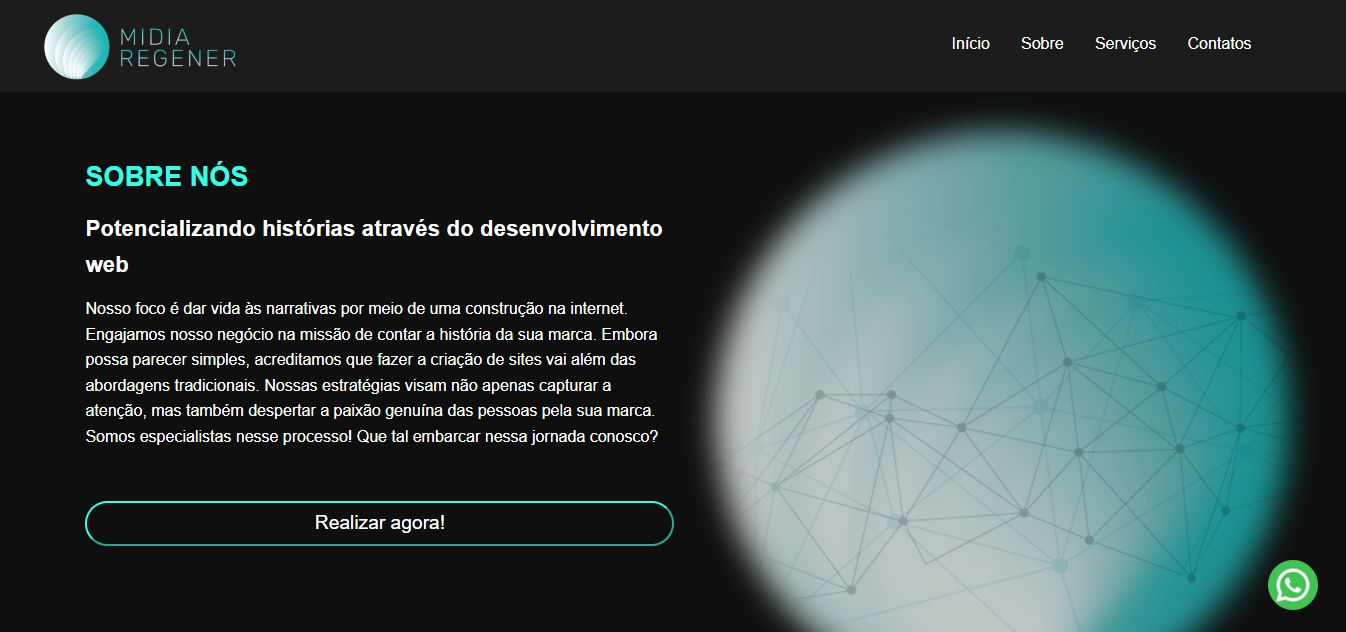 MIDIA
REGENER
Início Sobre Serviços Contatos
SOBRE NÓS
Potencializando histórias através do desenvolvimento
web
Nosso foco é dar vida às narrativas por meio de uma construção na internet.
Engajamos nosso negócio na missão de contar a história da sua marca. Embora
possa parecer simples, acreditamos que fazer a criação de sites vai além das
abordagens tradicionais. Nossas estratégias visam não apenas capturar a
atenção, mas também despertar a paixão genuína das pessoas pela sua marca.
Somos especialistas nesse processo! Que tal embarcar nessa jornada conosco?
Realizar agora!